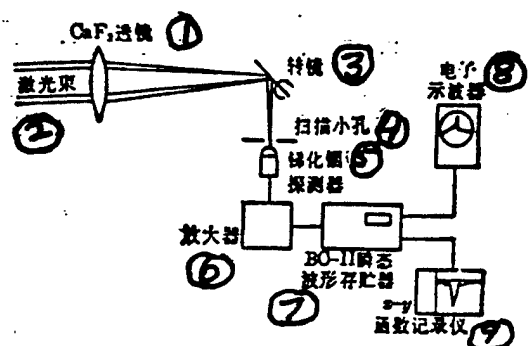 CaF₂透镜 ①
激光束
②
转镜 ③
扫描小孔 ④
锑化铟 ⑤
探测器
放大器
⑥
BO-II瞬态
波形存贮器
⑦
电子 ⑧
示波器
x-y
函数记录仪 ⑨